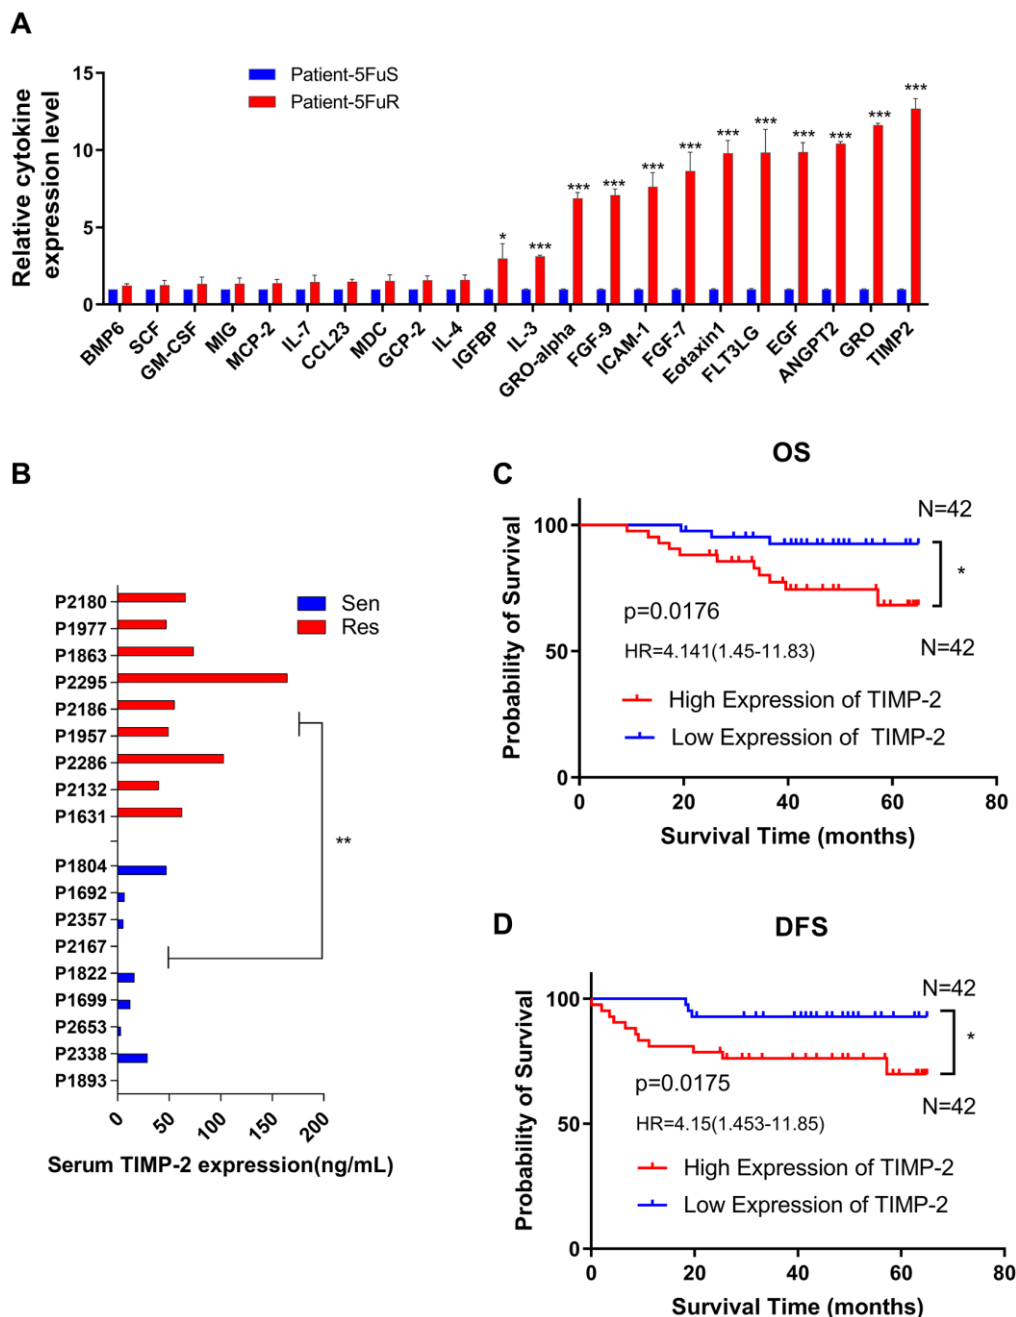 A
Relative cytokine
expression level
15
10
5
0
Patient-5FuS
Patient-5FuR
* *** *** *** *** *** *** *** *** *** *** ***
BMP6
SCF
GM-CSF
MIG
MCP-2
IL-7
CCL23
MDC
GCP-2
IL-4
IGFBP
IL-3
GRO-alpha
FGF-9
ICAM-1
FGF-7
Eotaxin1
FLT3LG
EGF
ANGPT2
GRO
TIMP2
B
P2180
P1977
P1863
P2295
P2186
P1957
P2286
P2132
P1631
P1804
P1692
P2357
P2167
P1822
P1699
P2653
P2338
P1893
Sen
Res
**
0 50 100 150 200
Serum TIMP-2 expression(ng/mL)
C
OS
Probability of Survival
100
50
0
N=42
*
N=42
p=0.0176
HR=4.141(1.45-11.83)
High Expression of TIMP-2
Low Expression of TIMP-2
0 20 40 60 80
Survival Time (months)
D
DFS
Probability of Survival
100
50
0
N=42
*
N=42
p=0.0175
HR=4.15(1.453-11.85)
High Expression of TIMP-2
Low Expression of TIMP-2
0 20 40 60 80
Survival Time (months)